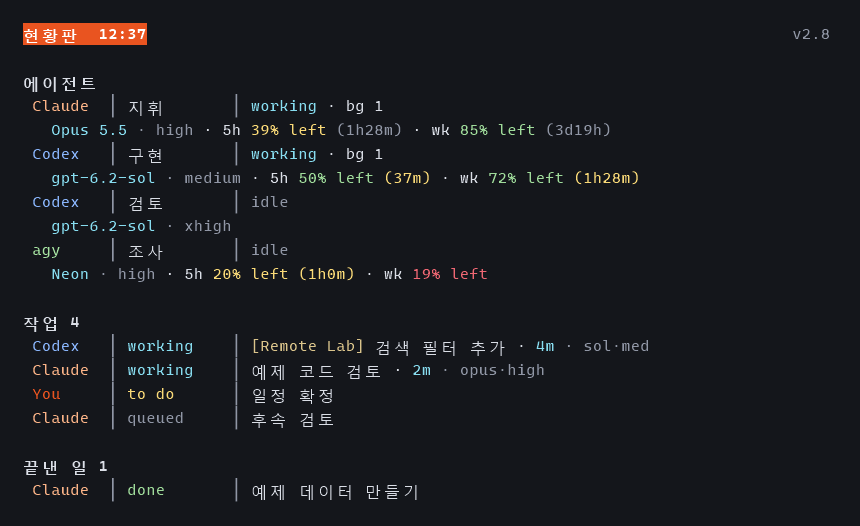 현황판 12:37 v2.8
에이전트
Claude │ 지휘 │ working · bg 1
Opus 5.5 · high · 5h 39% left (1h28m) · wk 85% left (3d19h)
Codex │ 구현 │ working · bg 1
gpt-6.2-sol · medium · 5h 50% left (37m) · wk 72% left (1h28m)
Codex │ 검토 │ idle
gpt-6.2-sol · xhigh
agy │ 조사 │ idle
Neon · high · 5h 20% left (1h0m) · wk 19% left
작업 4
Codex │ working │ [Remote Lab] 검색 필터 추가 · 4m · sol·med
Claude │ working │ 예제 코드 검토 · 2m · opus·high
You │ to do │ 일정 확정
Claude │ queued │ 후속 검토
끝낸 일 1
Claude │ done │ 예제 데이터 만들기